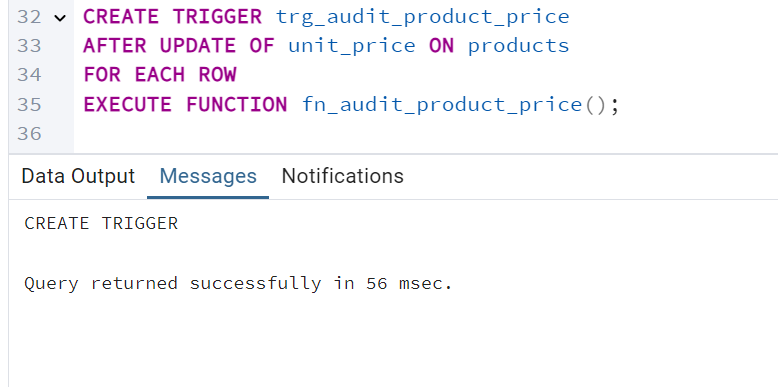 32 CREATE TRIGGER trg_audit_product_price
33 AFTER UPDATE OF unit_price ON products
34 FOR EACH ROW
35 EXECUTE FUNCTION fn_audit_product_price();
36
Data Output Messages Notifications
CREATE TRIGGER
Query returned successfully in 56 msec.